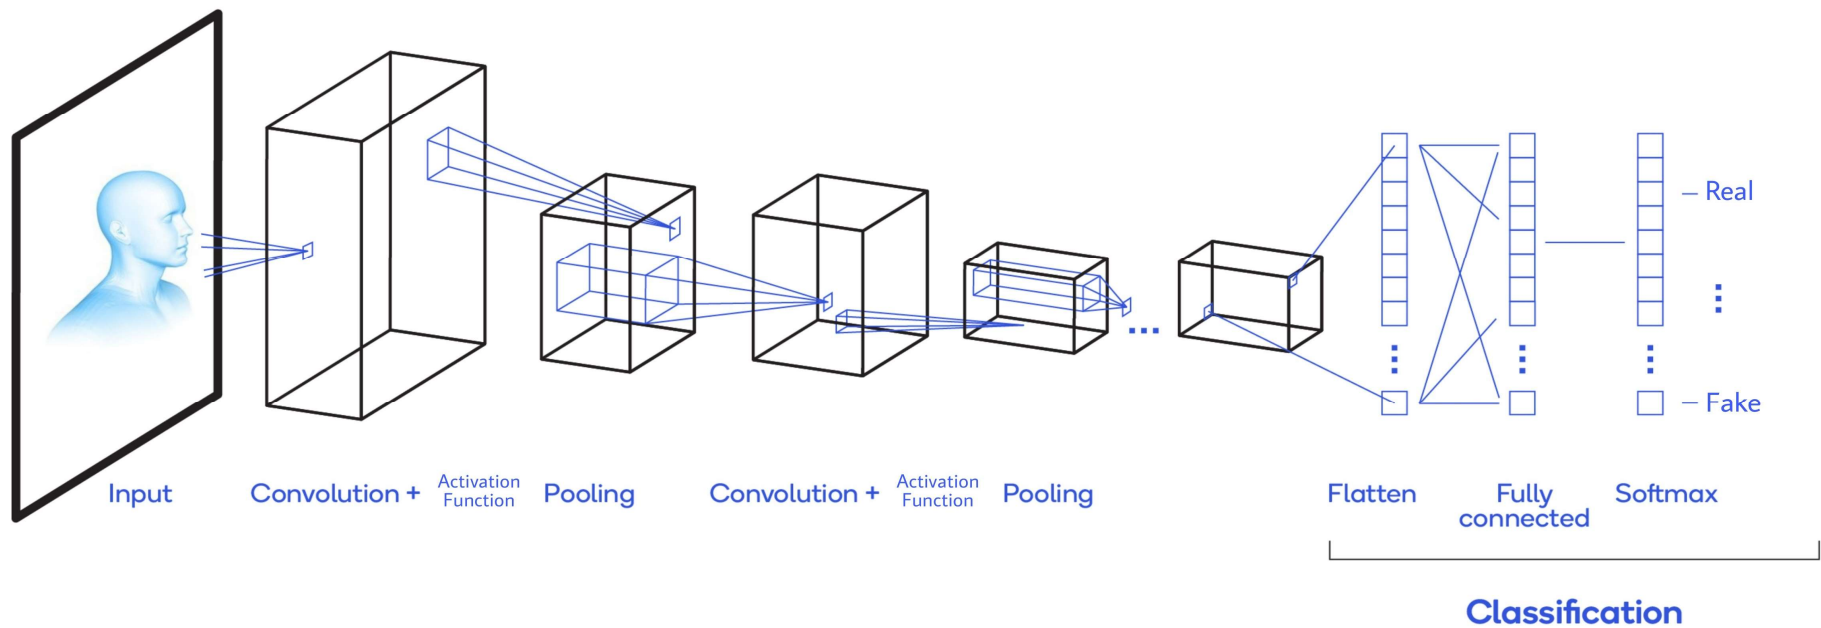 Real
Fake
Input
Convolution +
Activation
Function
Pooling
Convolution +
Activation
Function
Pooling
Flatten
Fully
connected
Softmax
Classification